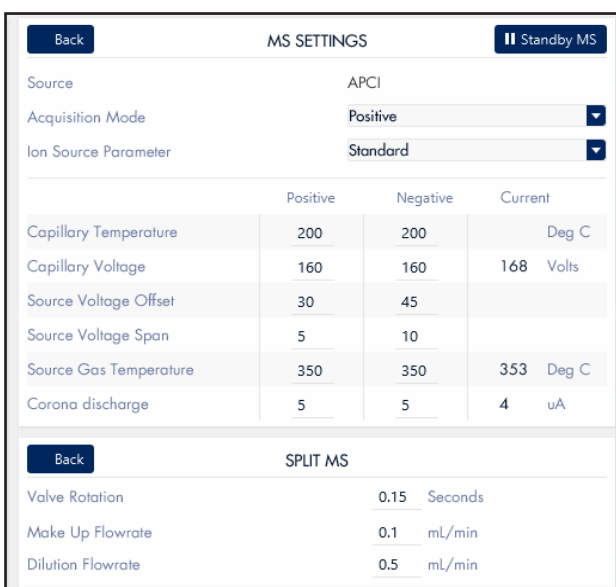 Back MS SETTINGS Standby MS
Source APCI
Acquisition Mode Positive
Ion Source Parameter Standard
Positive Negative Current
Capillary Temperature 200 200 Deg C
Capillary Voltage 160 160 168 Volts
Source Voltage Offset 30 45
Source Voltage Span 5 10
Source Gas Temperature 350 350 353 Deg C
Corona discharge 5 5 4 uA
Back SPLIT MS
Valve Rotation 0.15 Seconds
Make Up Flowrate 0.1 mL/min
Dilution Flowrate 0.5 mL/min